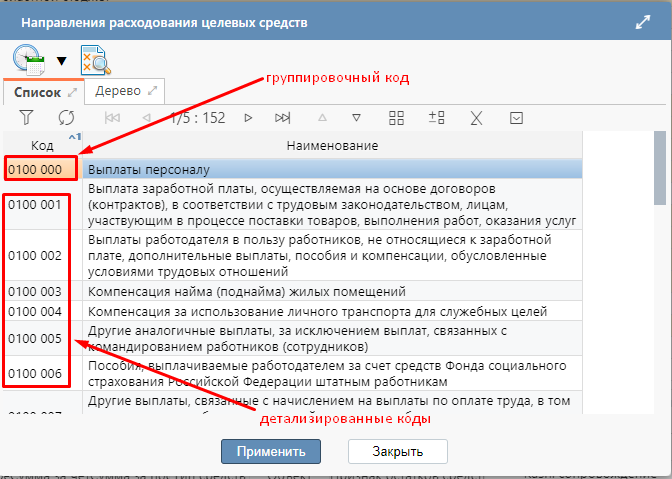 Направления расходования целевых средств
Список
Дерево
группировочный код
1/5 : 152
Код
1
Наименование
0100 000
Выплаты персоналу
0100 001
Выплата заработной платы, осуществляемая на основе договоров
(контрактов), в соответствии с трудовым законодательством, лицам,
участвующим в процессе поставки товаров, выполнения работ, оказания услуг
0100 002
Выплаты работодателя в пользу работников, не относящиеся к заработной
плате, дополнительные выплаты, пособия и компенсации, обусловленные
условиями трудовых отношений
0100 003
Компенсация найма (поднайма) жилых помещений
0100 004
Компенсация за использование личного транспорта для служебных целей
0100 005
Другие аналогичные выплаты, за исключением выплат, связанных с
командированием работников (сотрудников)
0100 006
Пособия, выплачиваемые работодателем за счет средств Фонда социального
страхования Российской Федерации штатным работникам
0100 007
Другие выплаты, связанные с начислением на выплаты по оплате труда, в том
детализированные коды
Применить
Закрыть